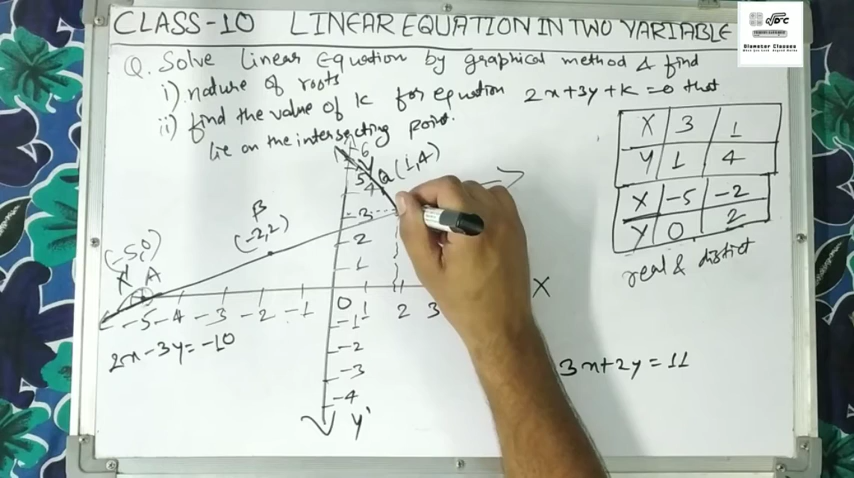 CLASS-10 LINEAR EQUATION IN TWO VARIABLE
Diamster Classes
Q. Solve Linear Equation by graphical method & find
i). nature of roots
ii) find the value of K for equation 2x+3y+K=0 that
lie on the intersecting point.
X 3 1
Y 1 4
X -5 -2
Y 0 2
real & distict
6
5
4
3
2
1
Q(1,4)
B
(-2,2)
(-5,0)
X' A
-5 -4 -3 -2 -1 0 1 2 3
X
-1
-2
-3
-4
Y'
2x-3y=-10
3x+2y=11